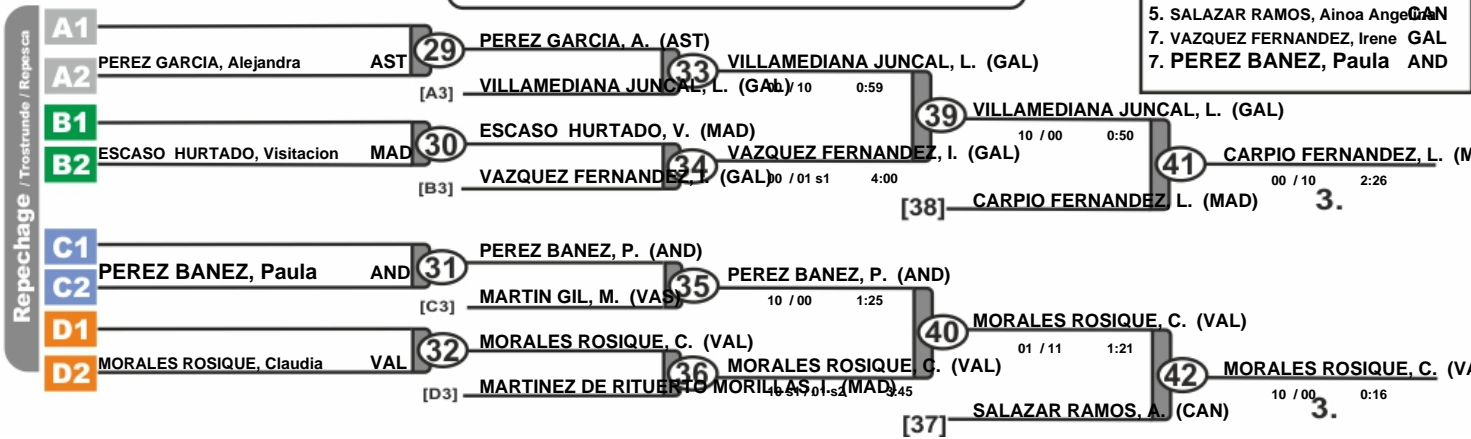 Repechage / Trostrunde / Repesca
5. SALAZAR RAMOS, Ainoa Angelina CAN
7. VAZQUEZ FERNANDEZ, Irene GAL
7. PEREZ BANEZ, Paula AND
A1
A2
PEREZ GARCIA, Alejandra AST
29
PEREZ GARCIA, A. (AST)
[A3] VILLAMEDIANA JUNCAL, L. (GAL)
33
VILLAMEDIANA JUNCAL, L. (GAL)
00 / 10 0:59
B1
B2
ESCASO HURTADO, Visitacion MAD
30
ESCASO HURTADO, V. (MAD)
[B3] VAZQUEZ FERNANDEZ, I. (GAL)
34
VAZQUEZ FERNANDEZ, I. (GAL)
00 / 01 s1 4:00
39
VILLAMEDIANA JUNCAL, L. (GAL)
10 / 00 0:50
[38] CARPIO FERNANDEZ, L. (MAD)
41
CARPIO FERNANDEZ, L. (M
00 / 10 2:26
3.
C1
C2
PEREZ BANEZ, Paula AND
31
PEREZ BANEZ, P. (AND)
[C3] MARTIN GIL, M. (VAS)
35
PEREZ BANEZ, P. (AND)
10 / 00 1:25
D1
D2
MORALES ROSIQUE, Claudia VAL
32
MORALES ROSIQUE, C. (VAL)
[D3] MARTINEZ DE RITUERTO MORILLAS, I. (MAD)
36
MORALES ROSIQUE, C. (VAL)
10 s1 / 01 s2 3:45
40
MORALES ROSIQUE, C. (VAL)
01 / 11 1:21
[37] SALAZAR RAMOS, A. (CAN)
42
MORALES ROSIQUE, C. (VA
10 / 00 0:16
3.